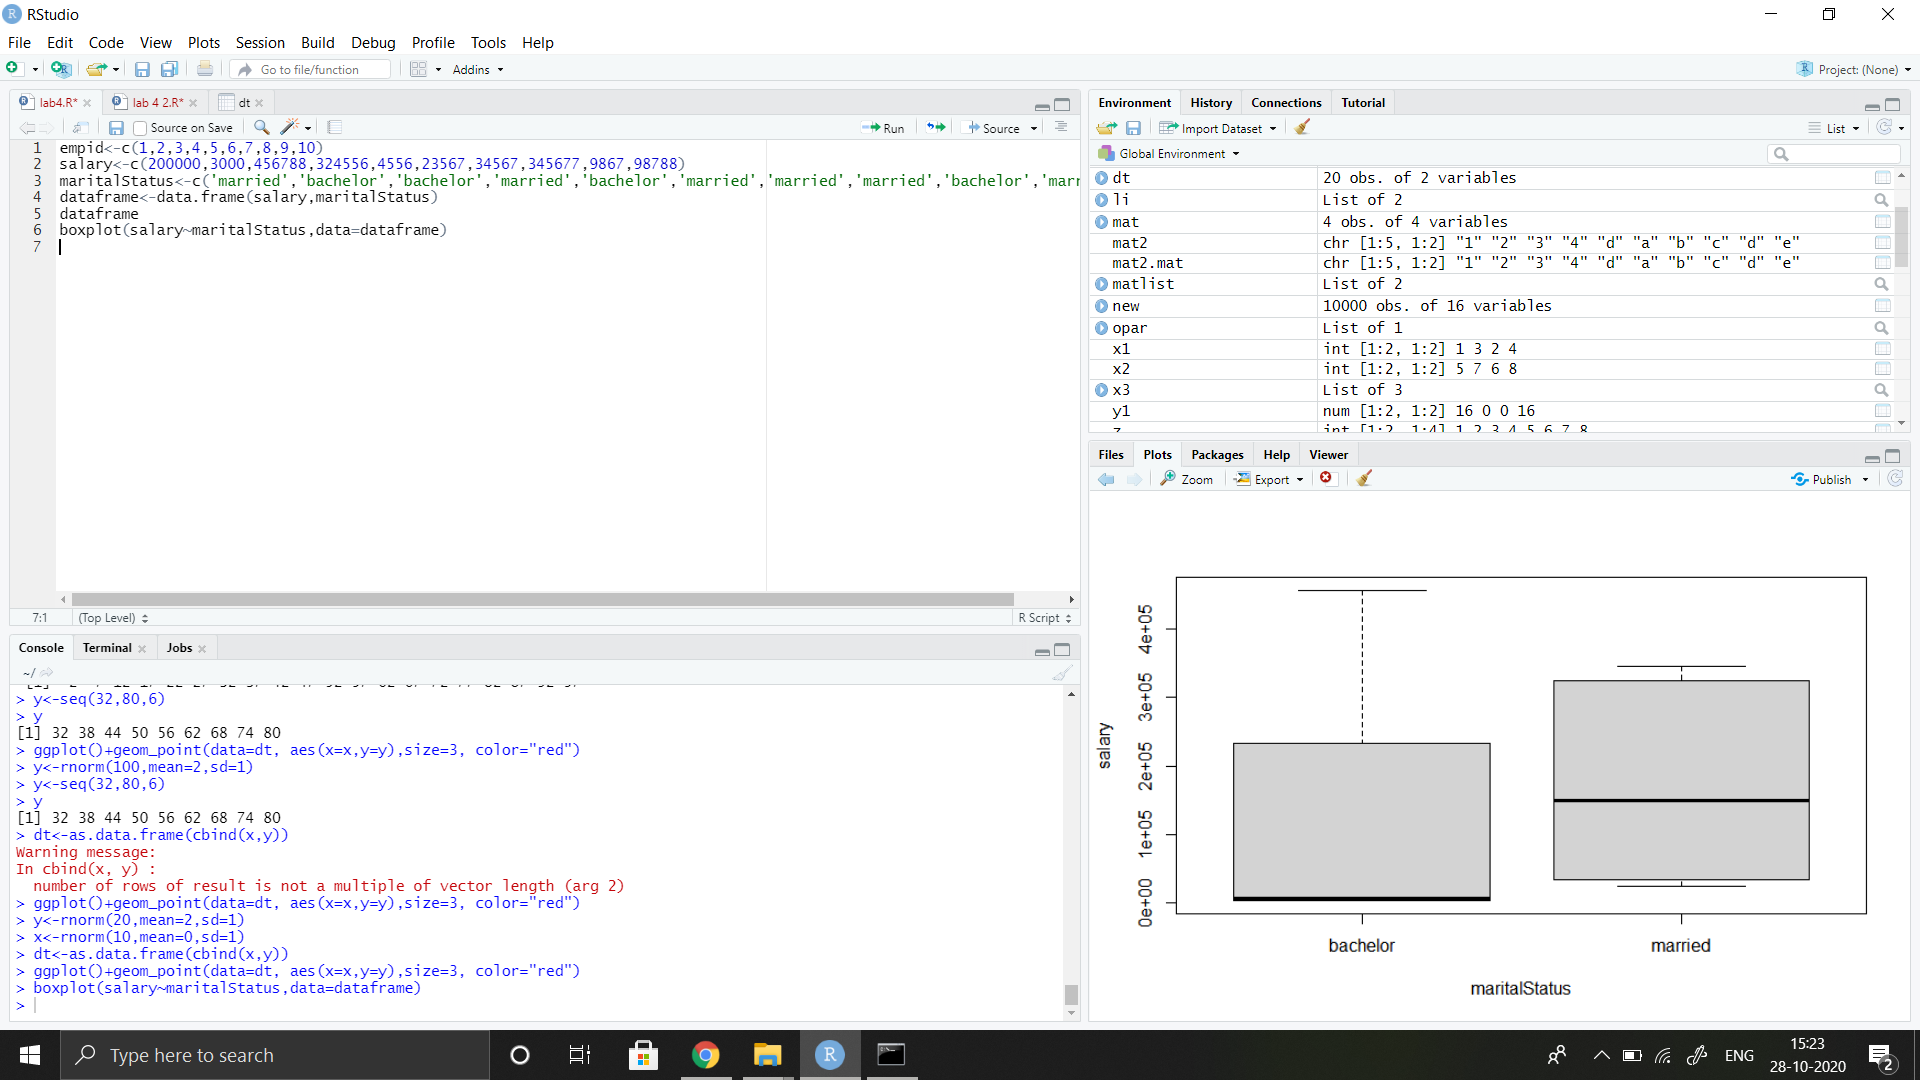 RStudio
File Edit Code View Plots Session Build Debug Profile Tools Help
Go to file/function Addins Project: (None)
lab4.R* lab 4 2.R* dt
Source on Save Run Source
1 empid<-c(1,2,3,4,5,6,7,8,9,10)
2 salary<-c(200000,3000,456788,324556,4556,23567,34567,345677,9867,98788)
3 maritalStatus<-c('married','bachelor','bachelor','married','bachelor','married','married','married','bachelor','marr
4 dataframe<-data.frame(salary,maritalStatus)
5 dataframe
6 boxplot(salary~maritalStatus,data=dataframe)
7
7:1 (Top Level) R Script
Console Terminal Jobs
~/
> y<-seq(32,80,6)
> y
[1] 32 38 44 50 56 62 68 74 80
> ggplot()+geom_point(data=dt, aes(x=x,y=y),size=3, color="red")
> y<-rnorm(100,mean=2,sd=1)
> y<-seq(32,80,6)
> y
[1] 32 38 44 50 56 62 68 74 80
> dt<-as.data.frame(cbind(x,y))
Warning message:
In cbind(x, y) :
number of rows of result is not a multiple of vector length (arg 2)
> ggplot()+geom_point(data=dt, aes(x=x,y=y),size=3, color="red")
> y<-rnorm(20,mean=2,sd=1)
> x<-rnorm(10,mean=0,sd=1)
> dt<-as.data.frame(cbind(x,y))
> ggplot()+geom_point(data=dt, aes(x=x,y=y),size=3, color="red")
> boxplot(salary~maritalStatus,data=dataframe)
>
Environment History Connections Tutorial
Import Dataset List
Global Environment
dt 20 obs. of 2 variables
li List of 2
mat 4 obs. of 4 variables
mat2 chr [1:5, 1:2] "1" "2" "3" "4" "d" "a" "b" "c" "d" "e"
mat2.mat chr [1:5, 1:2] "1" "2" "3" "4" "d" "a" "b" "c" "d" "e"
matlist List of 2
new 10000 obs. of 16 variables
opar List of 1
x1 int [1:2, 1:2] 1 3 2 4
x2 int [1:2, 1:2] 5 7 6 8
x3 List of 3
y1 num [1:2, 1:2] 16 0 0 16
z int [1:2, 1:4] 1 2 3 4 5 6 7 8
Files Plots Packages Help Viewer
Zoom Export Publish
salary
4e+05
3e+05
2e+05
1e+05
0e+00
bachelor married
maritalStatus
Type here to search
ENG
15:23
28-10-2020
2